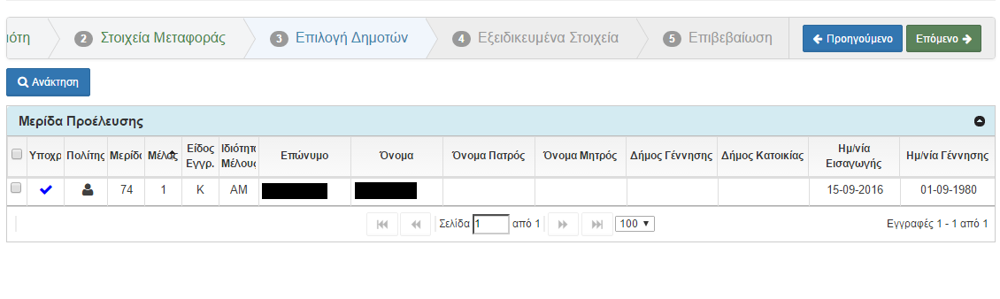 ιότη 2 Στοιχεία Μεταφοράς 3 Επιλογή Δημοτών 4 Εξειδικευμένα Στοιχεία 5 Επιβεβαίωση Προηγούμενο Επόμενο
Ανάκτηση
Μερίδα Προέλευσης
Υποχρ Πολίτης Μερίδα Μέλος Είδος Εγγρ. Ιδιότητα Μέλους Επώνυμο Όνομα Όνομα Πατρός Όνομα Μητρός Δήμος Γέννησης Δήμος Κατοικίας Ημ/νία Εισαγωγής Ημ/νία Γέννησης
74 1 Κ ΑΜ 15-09-2016 01-09-1980
Σελίδα 1 από 1 100 Εγγραφές 1 - 1 από 1